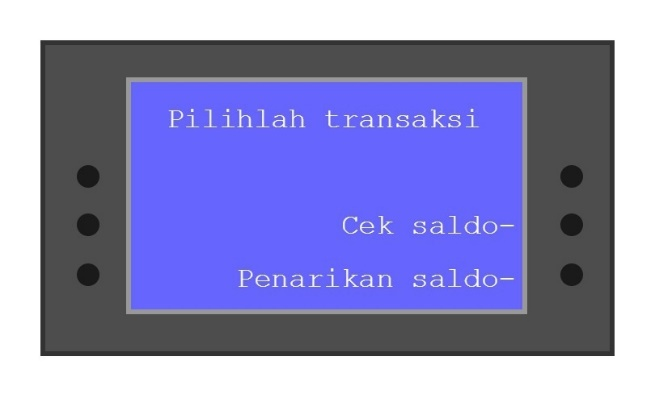 Pilihlah transaksi
Cek saldo-
Penarikan saldo-